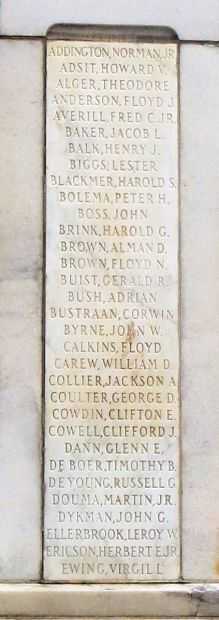 ADDINGTON, NORMAN, JR.
ADSIT, HOWARD V.
ALGER, THEODORE
ANDERSON, FLOYD J.
AVERILL, FRED C. JR.
BAKER, JACOB L.
BALK, HENRY J.
BIGGS, LESTER
BLACKMER, HAROLD S.
BOLEMA, PETER H.
BOSS, JOHN
BRINK, HAROLD G.
BROWN, ALMAN D.
BROWN, FLOYD N.
BUIST, GERALD R.
BUSH, ADRIAN
BUSTRAAN, CORWIN
BYRNE, JOHN W.
CALKINS, FLOYD
CAREW, WILLIAM D.
COLLIER, JACKSON A.
COULTER, GEORGE D.
COWDIN, CLIFTON E.
COWELL, CLIFFORD J.
DANN, GLENN E.
DE BOER, TIMOTHY B.
DE YOUNG, RUSSELL G.
DOUMA, MARTIN, JR.
DYKMAN, JOHN G.
ELLERBROOK, LEROY W.
ERICSON, HERBERT E. JR.
EWING, VIRGIL L.